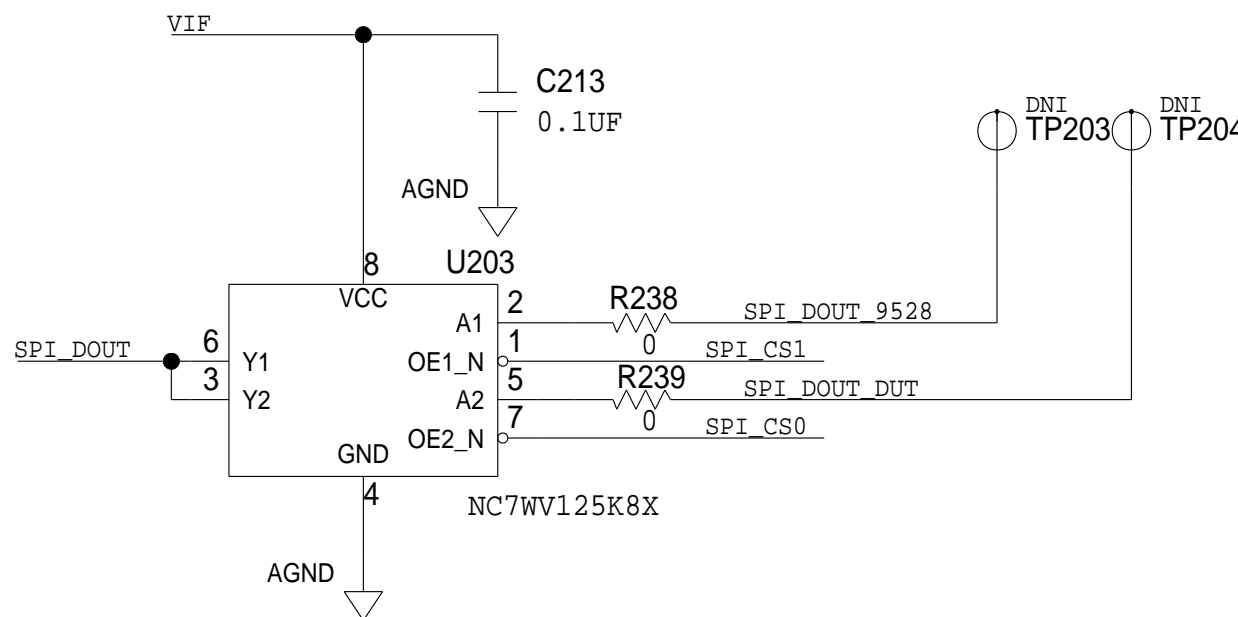 VIF
C213
0.1UF
AGND
DNI
TP203
DNI
TP204
8
U203
VCC
2
A1
R238
0
SPI_DOUT_9528
SPI_DOUT
6
Y1
1
OE1_N
SPI_CS1
3
Y2
5
A2
R239
0
SPI_DOUT_DUT
7
OE2_N
SPI_CS0
GND
4
NC7WV125K8X
AGND